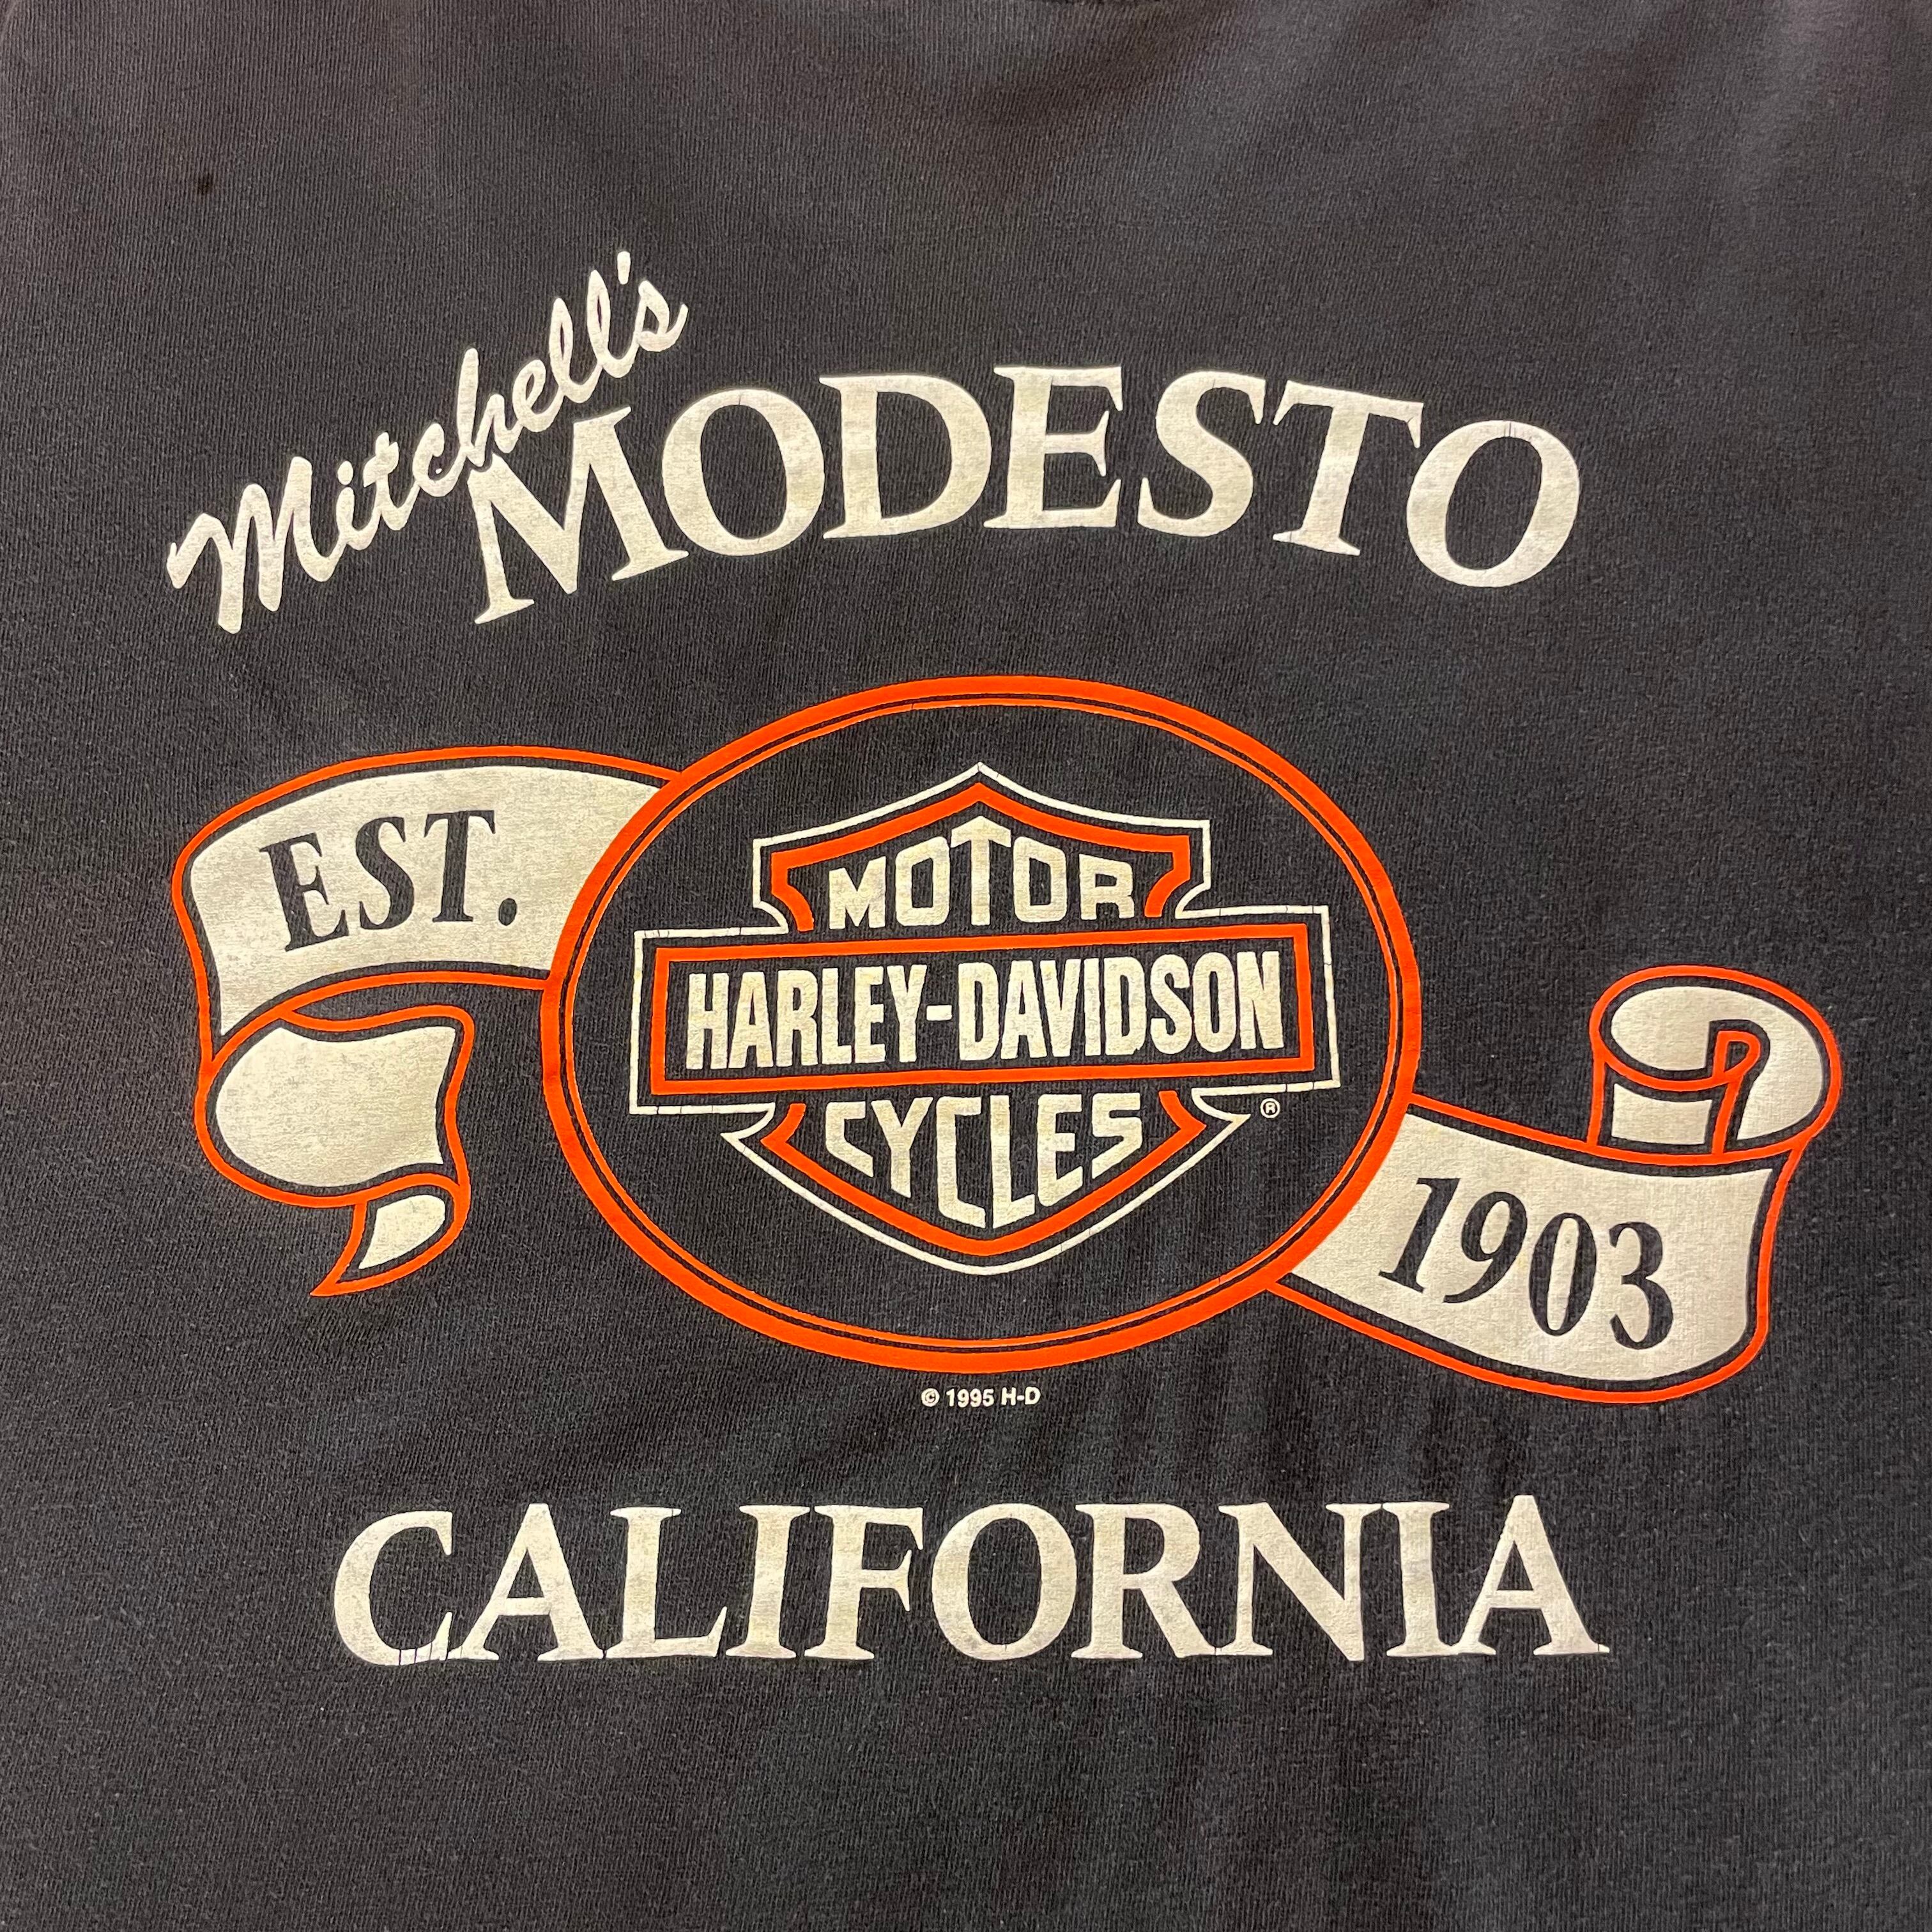 Mitchell's
MODESTO
EST.
MOTOR
HARLEY-DAVIDSON
CYCLES
®
1903
© 1995 H-D
CALIFORNIA